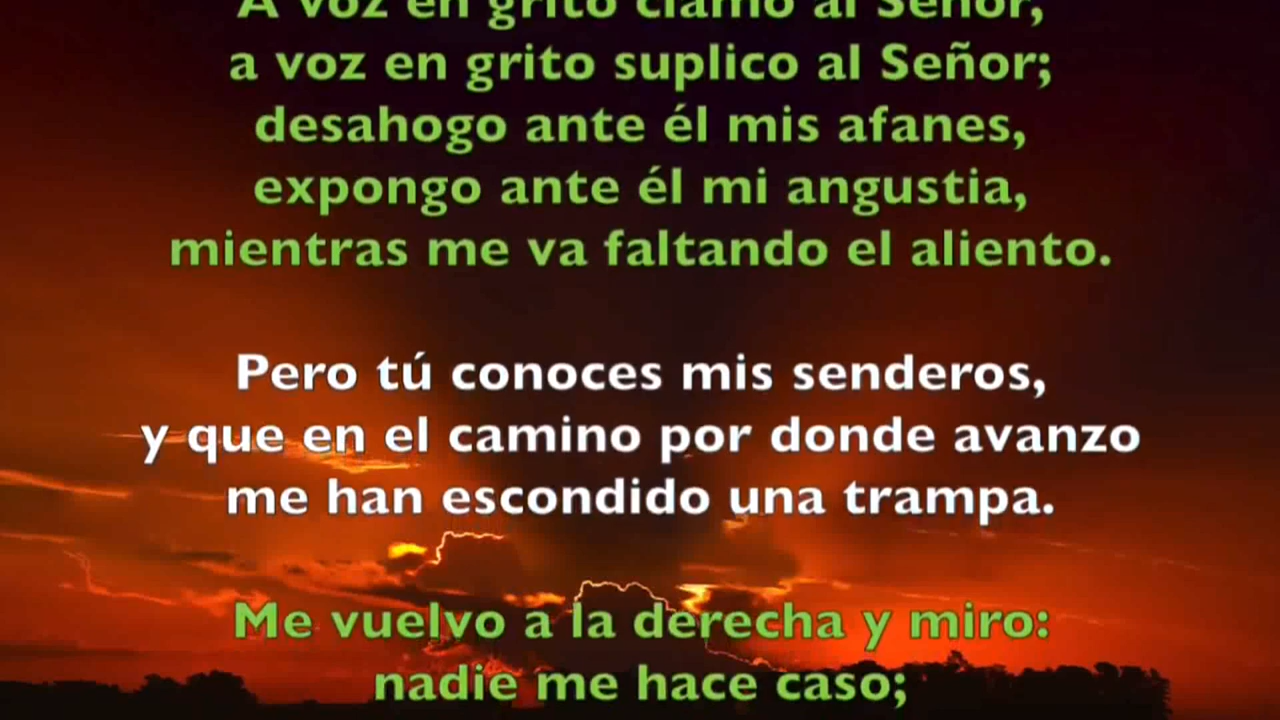 A voz en grito clamo al Señor,
a voz en grito suplico al Señor;
desahogo ante él mis afanes,
expongo ante él mi angustia,
mientras me va faltando el aliento.
Pero tú conoces mis senderos,
y que en el camino por donde avanzo
me han escondido una trampa.
Me vuelvo a la derecha y miro:
nadie me hace caso;